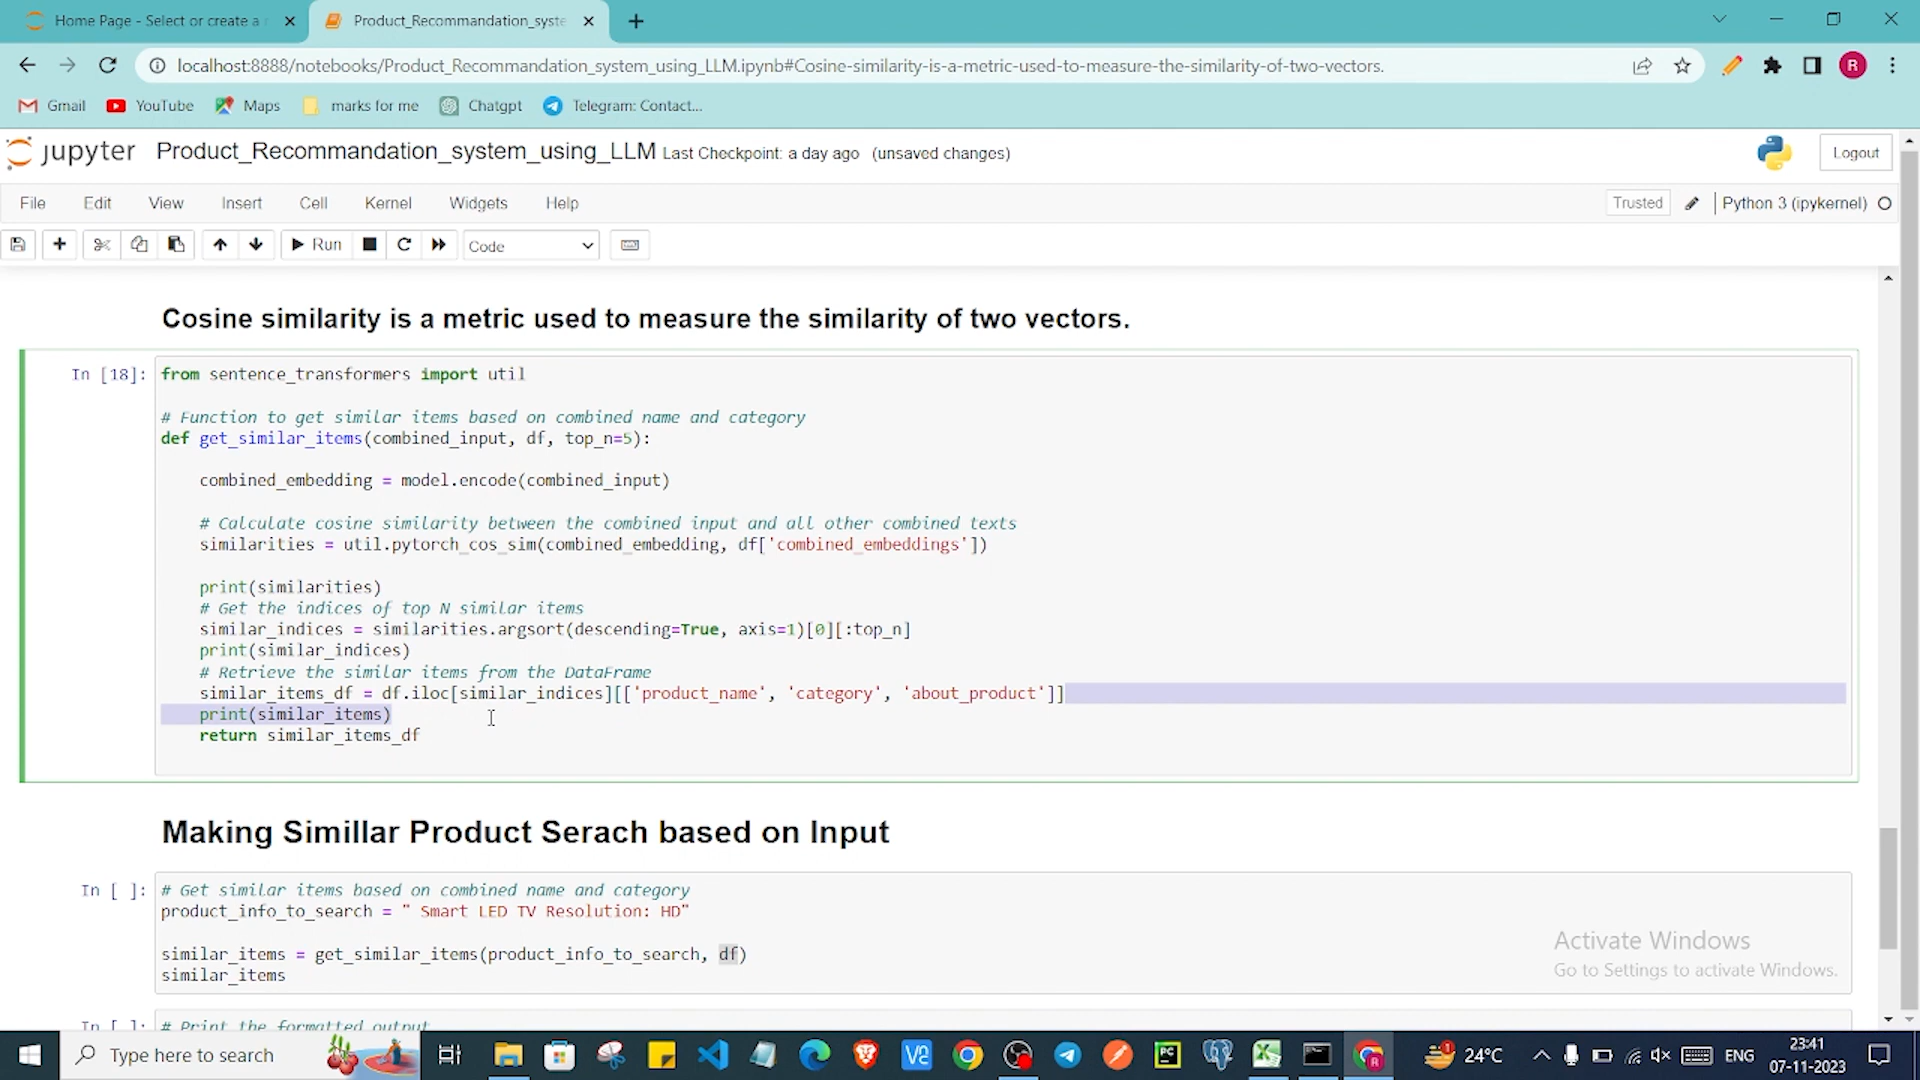 Home Page - Select or create a
Product_Recommandation_syste
localhost:8888/notebooks/Product_Recommandation_system_using_LLM.ipynb#Cosine-similarity-is-a-metric-used-to-measure-the-similarity-of-two-vectors.
R
Gmail
YouTube
Maps
marks for me
Chatgpt
Telegram: Contact...
jupyter
Product_Recommandation_system_using_LLM Last Checkpoint: a day ago (unsaved changes)
Logout
File Edit View Insert Cell Kernel Widgets Help
Trusted
Python 3 (ipykernel)
Run
Code
Cosine similarity is a metric used to measure the similarity of two vectors.
In [18]:
from sentence_transformers import util
# Function to get similar items based on combined name and category
def get_similar_items(combined_input, df, top_n=5):
combined_embedding = model.encode(combined_input)
# Calculate cosine similarity between the combined input and all other combined texts
similarities = util.pytorch_cos_sim(combined_embedding, df['combined_embeddings'])
print(similarities)
# Get the indices of top N similar items
similar_indices = similarities.argsort(descending=True, axis=1)[0][:top_n]
print(similar_indices)
# Retrieve the similar items from the DataFrame
similar_items_df = df.iloc[similar_indices][['product_name', 'category', 'about_product']]
print(similar_items)
return similar_items_df
Making Simillar Product Serach based on Input
In [ ]:
# Get similar items based on combined name and category
product_info_to_search = " Smart LED TV Resolution: HD"
similar_items = get_similar_items(product_info_to_search, df)
similar_items
Activate Windows
Go to Settings to activate Windows.
In [ ]:
# Print the formatted output
Type here to search
24°C
ENG
23:41
07-11-2023